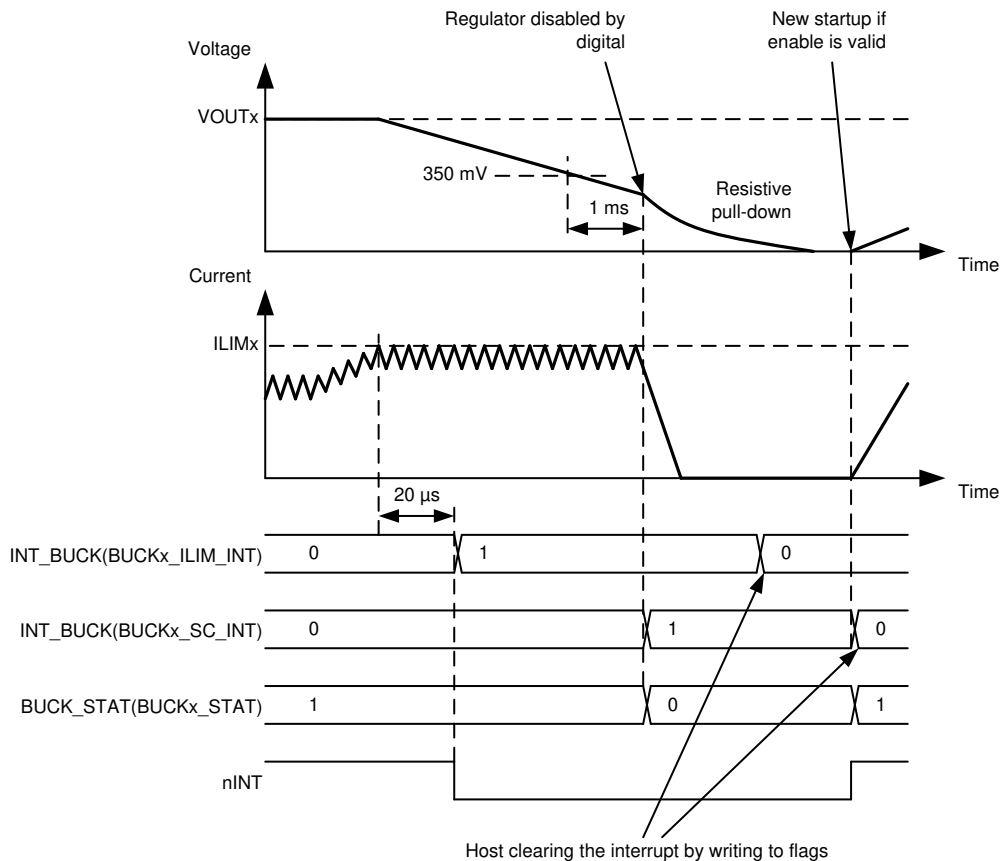 Regulator disabled by
digital
New startup if
enable is valid
Voltage
VOUTx
350 mV
1 ms
Resistive
pull-down
Time
Current
ILIMx
Time
20 µs
INT_BUCK(BUCKx_ILIM_INT)
0
1
0
INT_BUCK(BUCKx_SC_INT)
0
1
0
BUCK_STAT(BUCKx_STAT)
1
0
1
nINT
Host clearing the interrupt by writing to flags